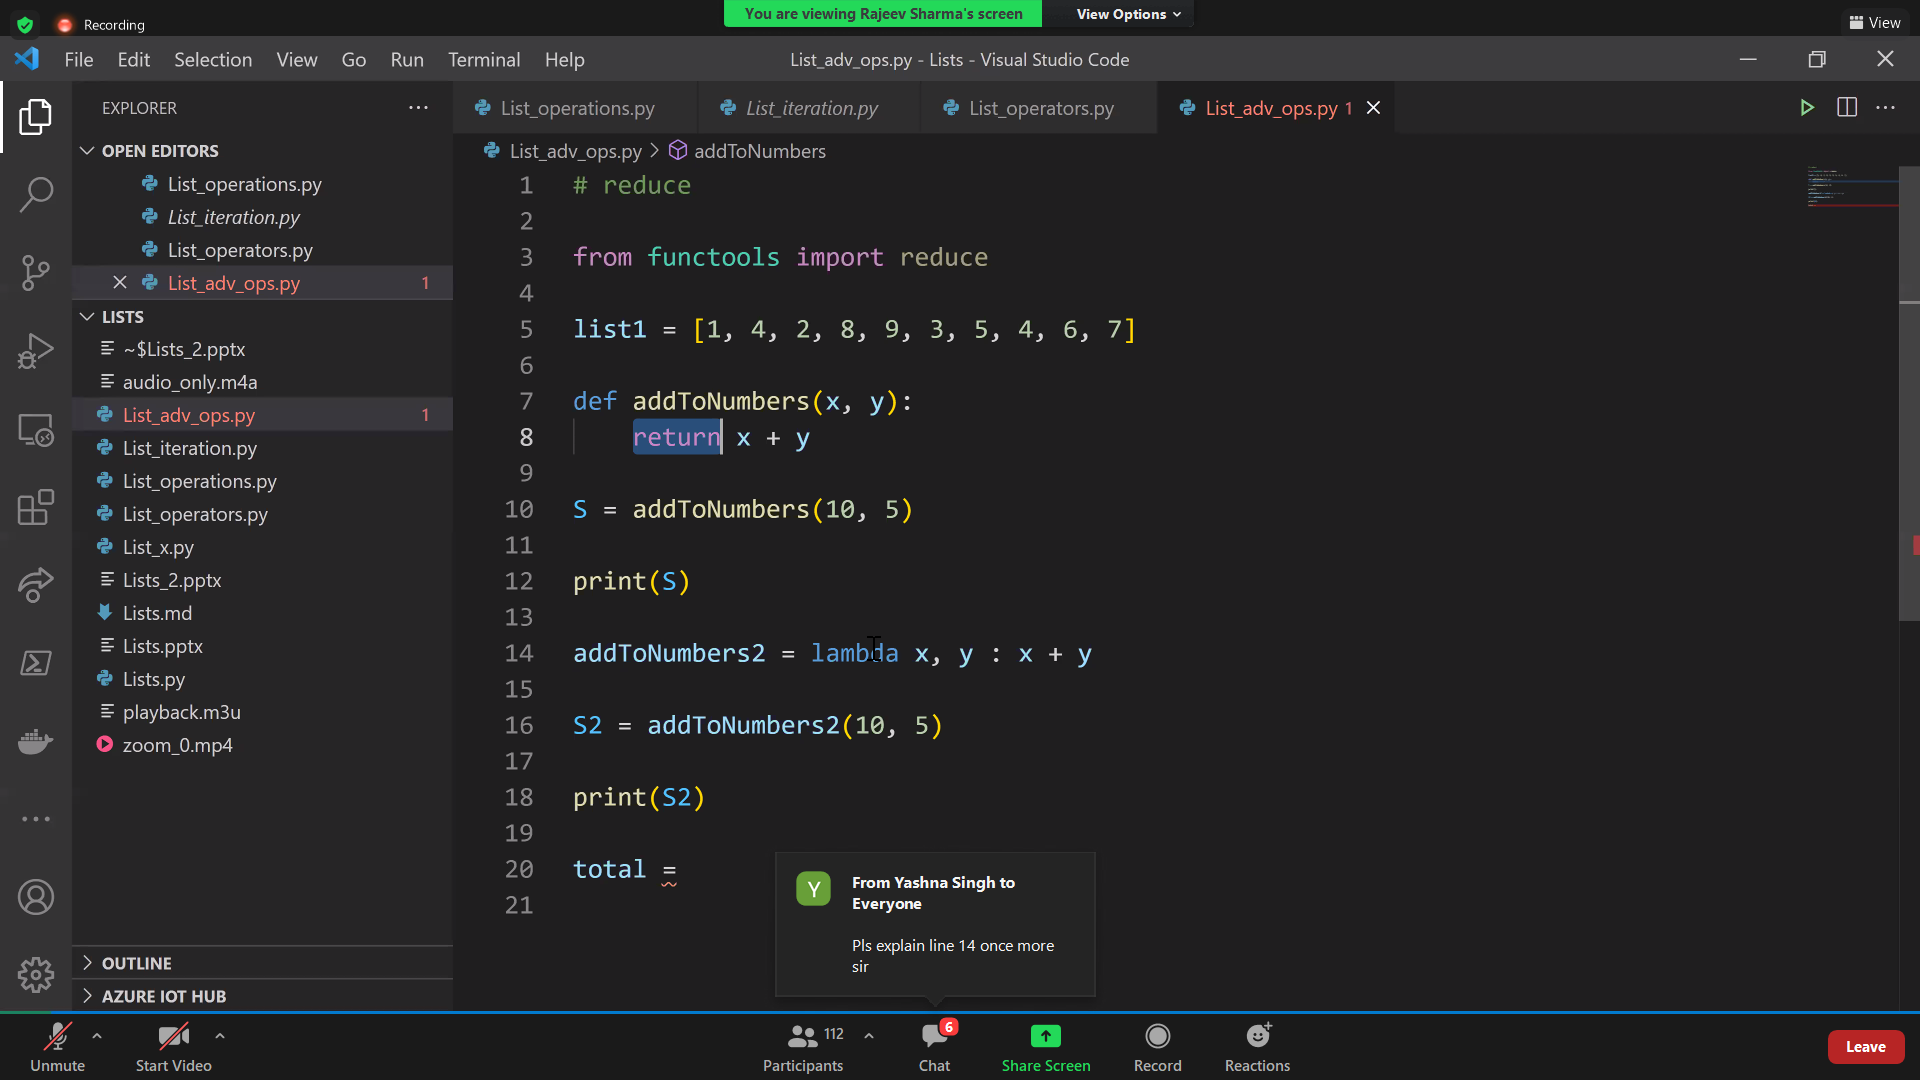 Recording
You are viewing Rajeev Sharma's screen
View Options
View
File Edit Selection View Go Run Terminal Help
List_adv_ops.py - Lists - Visual Studio Code
EXPLORER
OPEN EDITORS
List_operations.py
List_iteration.py
List_operators.py
List_adv_ops.py 1
LISTS
~$Lists_2.pptx
audio_only.m4a
List_adv_ops.py 1
List_iteration.py
List_operations.py
List_operators.py
List_x.py
Lists_2.pptx
Lists.md
Lists.pptx
Lists.py
playback.m3u
zoom_0.mp4
OUTLINE
AZURE IOT HUB
List_operations.py List_iteration.py List_operators.py List_adv_ops.py 1
List_adv_ops.py > addToNumbers
1 # reduce
2
3 from functools import reduce
4
5 list1 = [1, 4, 2, 8, 9, 3, 5, 4, 6, 7]
6
7 def addToNumbers(x, y):
8 return x + y
9
10 S = addToNumbers(10, 5)
11
12 print(S)
13
14 addToNumbers2 = lambda x, y : x + y
15
16 S2 = addToNumbers2(10, 5)
17
18 print(S2)
19
20 total =
21
Y
From Yashna Singh to
Everyone
Pls explain line 14 once more
sir
Unmute
Start Video
112
Participants
6
Chat
Share Screen
Record
Reactions
Leave